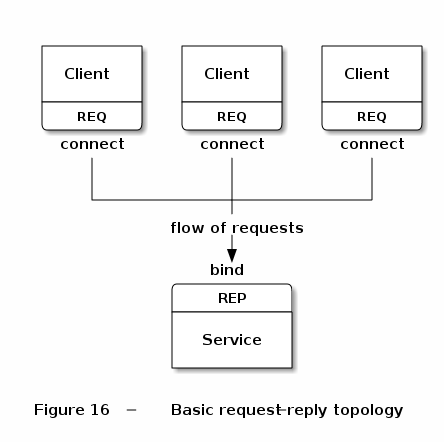 Client Client Client
REQ REQ REQ
connect connect connect
flow of requests
bind
REP
Service
Figure 16 – Basic request-reply topology